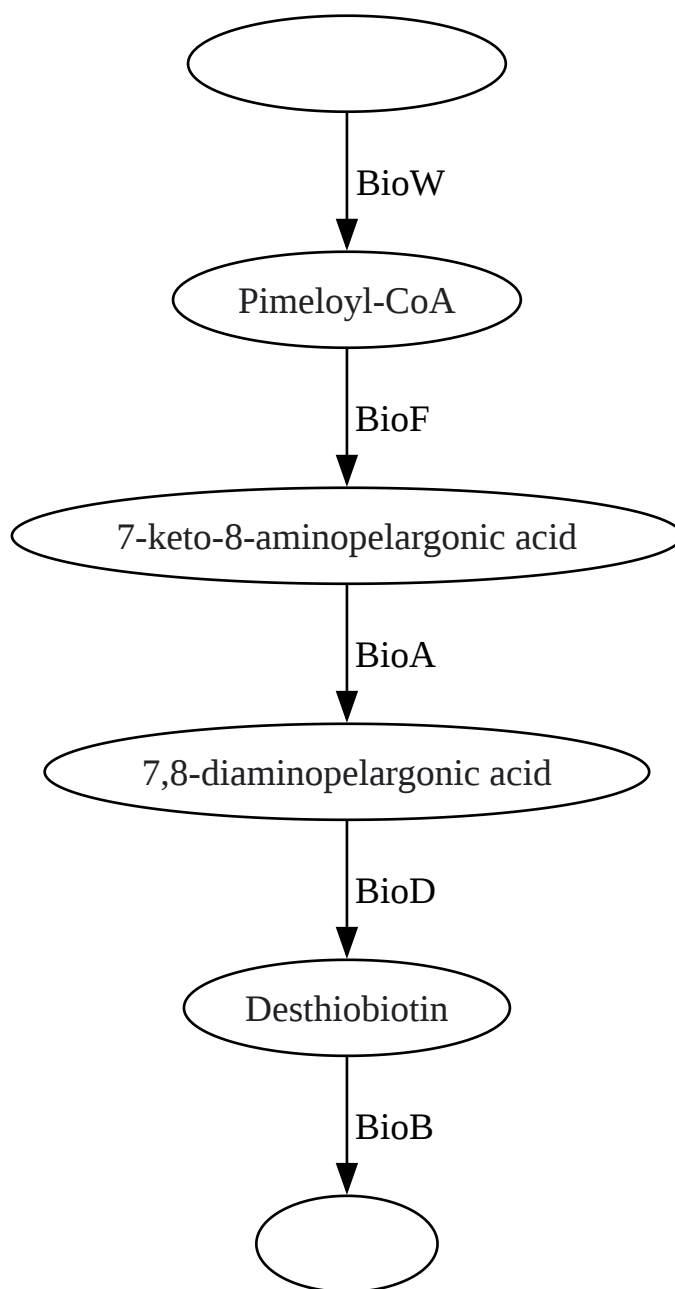 BioW
Pimeloyl-CoA
BioF
7-keto-8-aminopelargonic acid
BioA
7,8-diaminopelargonic acid
BioD
Desthiobiotin
BioB